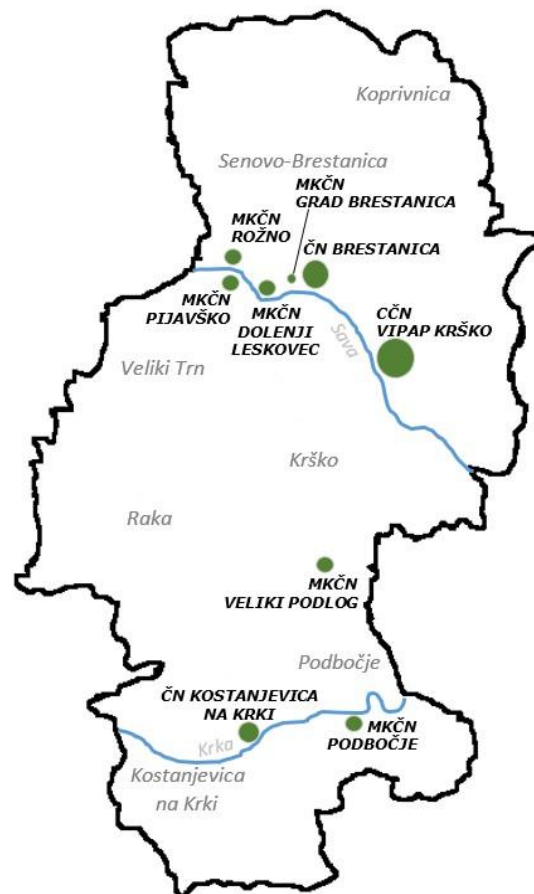 Koprivnica
Senovo-Brestanica
MKČN
GRAD BRESTANICA
MKČN
ROŽNO
ČN BRESTANICA
MKČN
PIJAVŠKO
MKČN
DOLENJI
LESKOVEC
Sava
CČN
VIPAP KRŠKO
Veliki Trn
Krško
Raka
MKČN
VELIKI PODLOG
Podbočje
ČN KOSTANJEVICA
NA KRKI
Krka
MKČN
PODBOČJE
Kostanjevica
na Krki